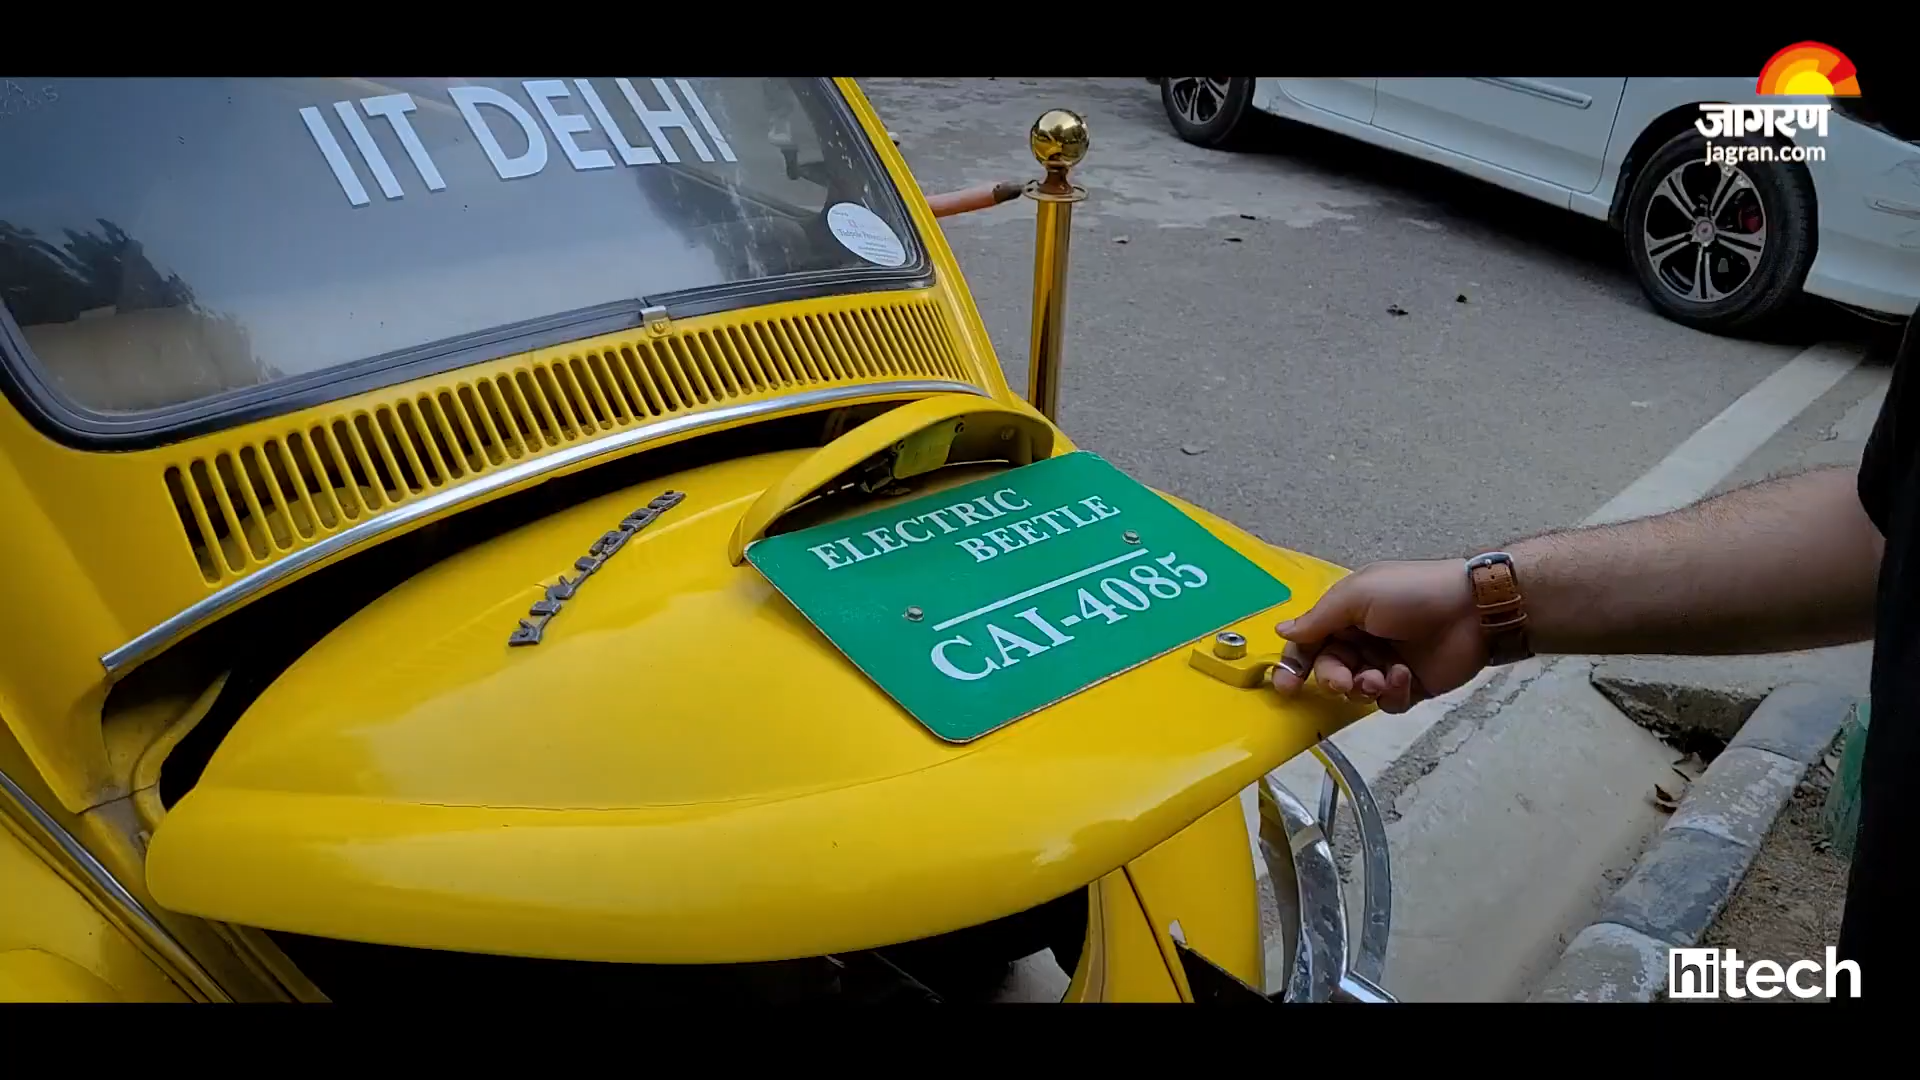 IIT DELHI
जागरण
jagran.com
ELECTRIC
BEETLE
CAI-4085
hitech